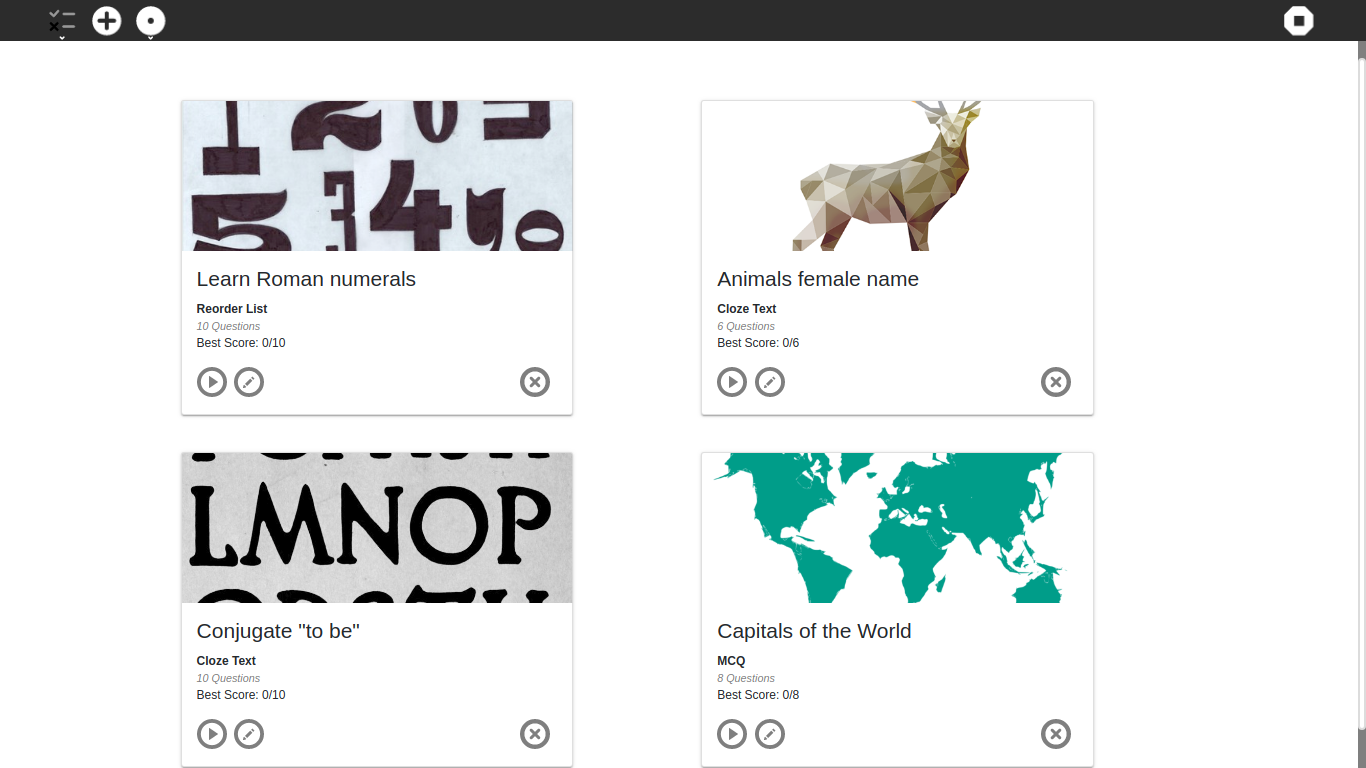 Learn Roman numerals
Reorder List
10 Questions
Best Score: 0/10
Animals female name
Cloze Text
6 Questions
Best Score: 0/6
LMNOP
Conjugate "to be"
Cloze Text
10 Questions
Best Score: 0/10
Capitals of the World
MCQ
8 Questions
Best Score: 0/8